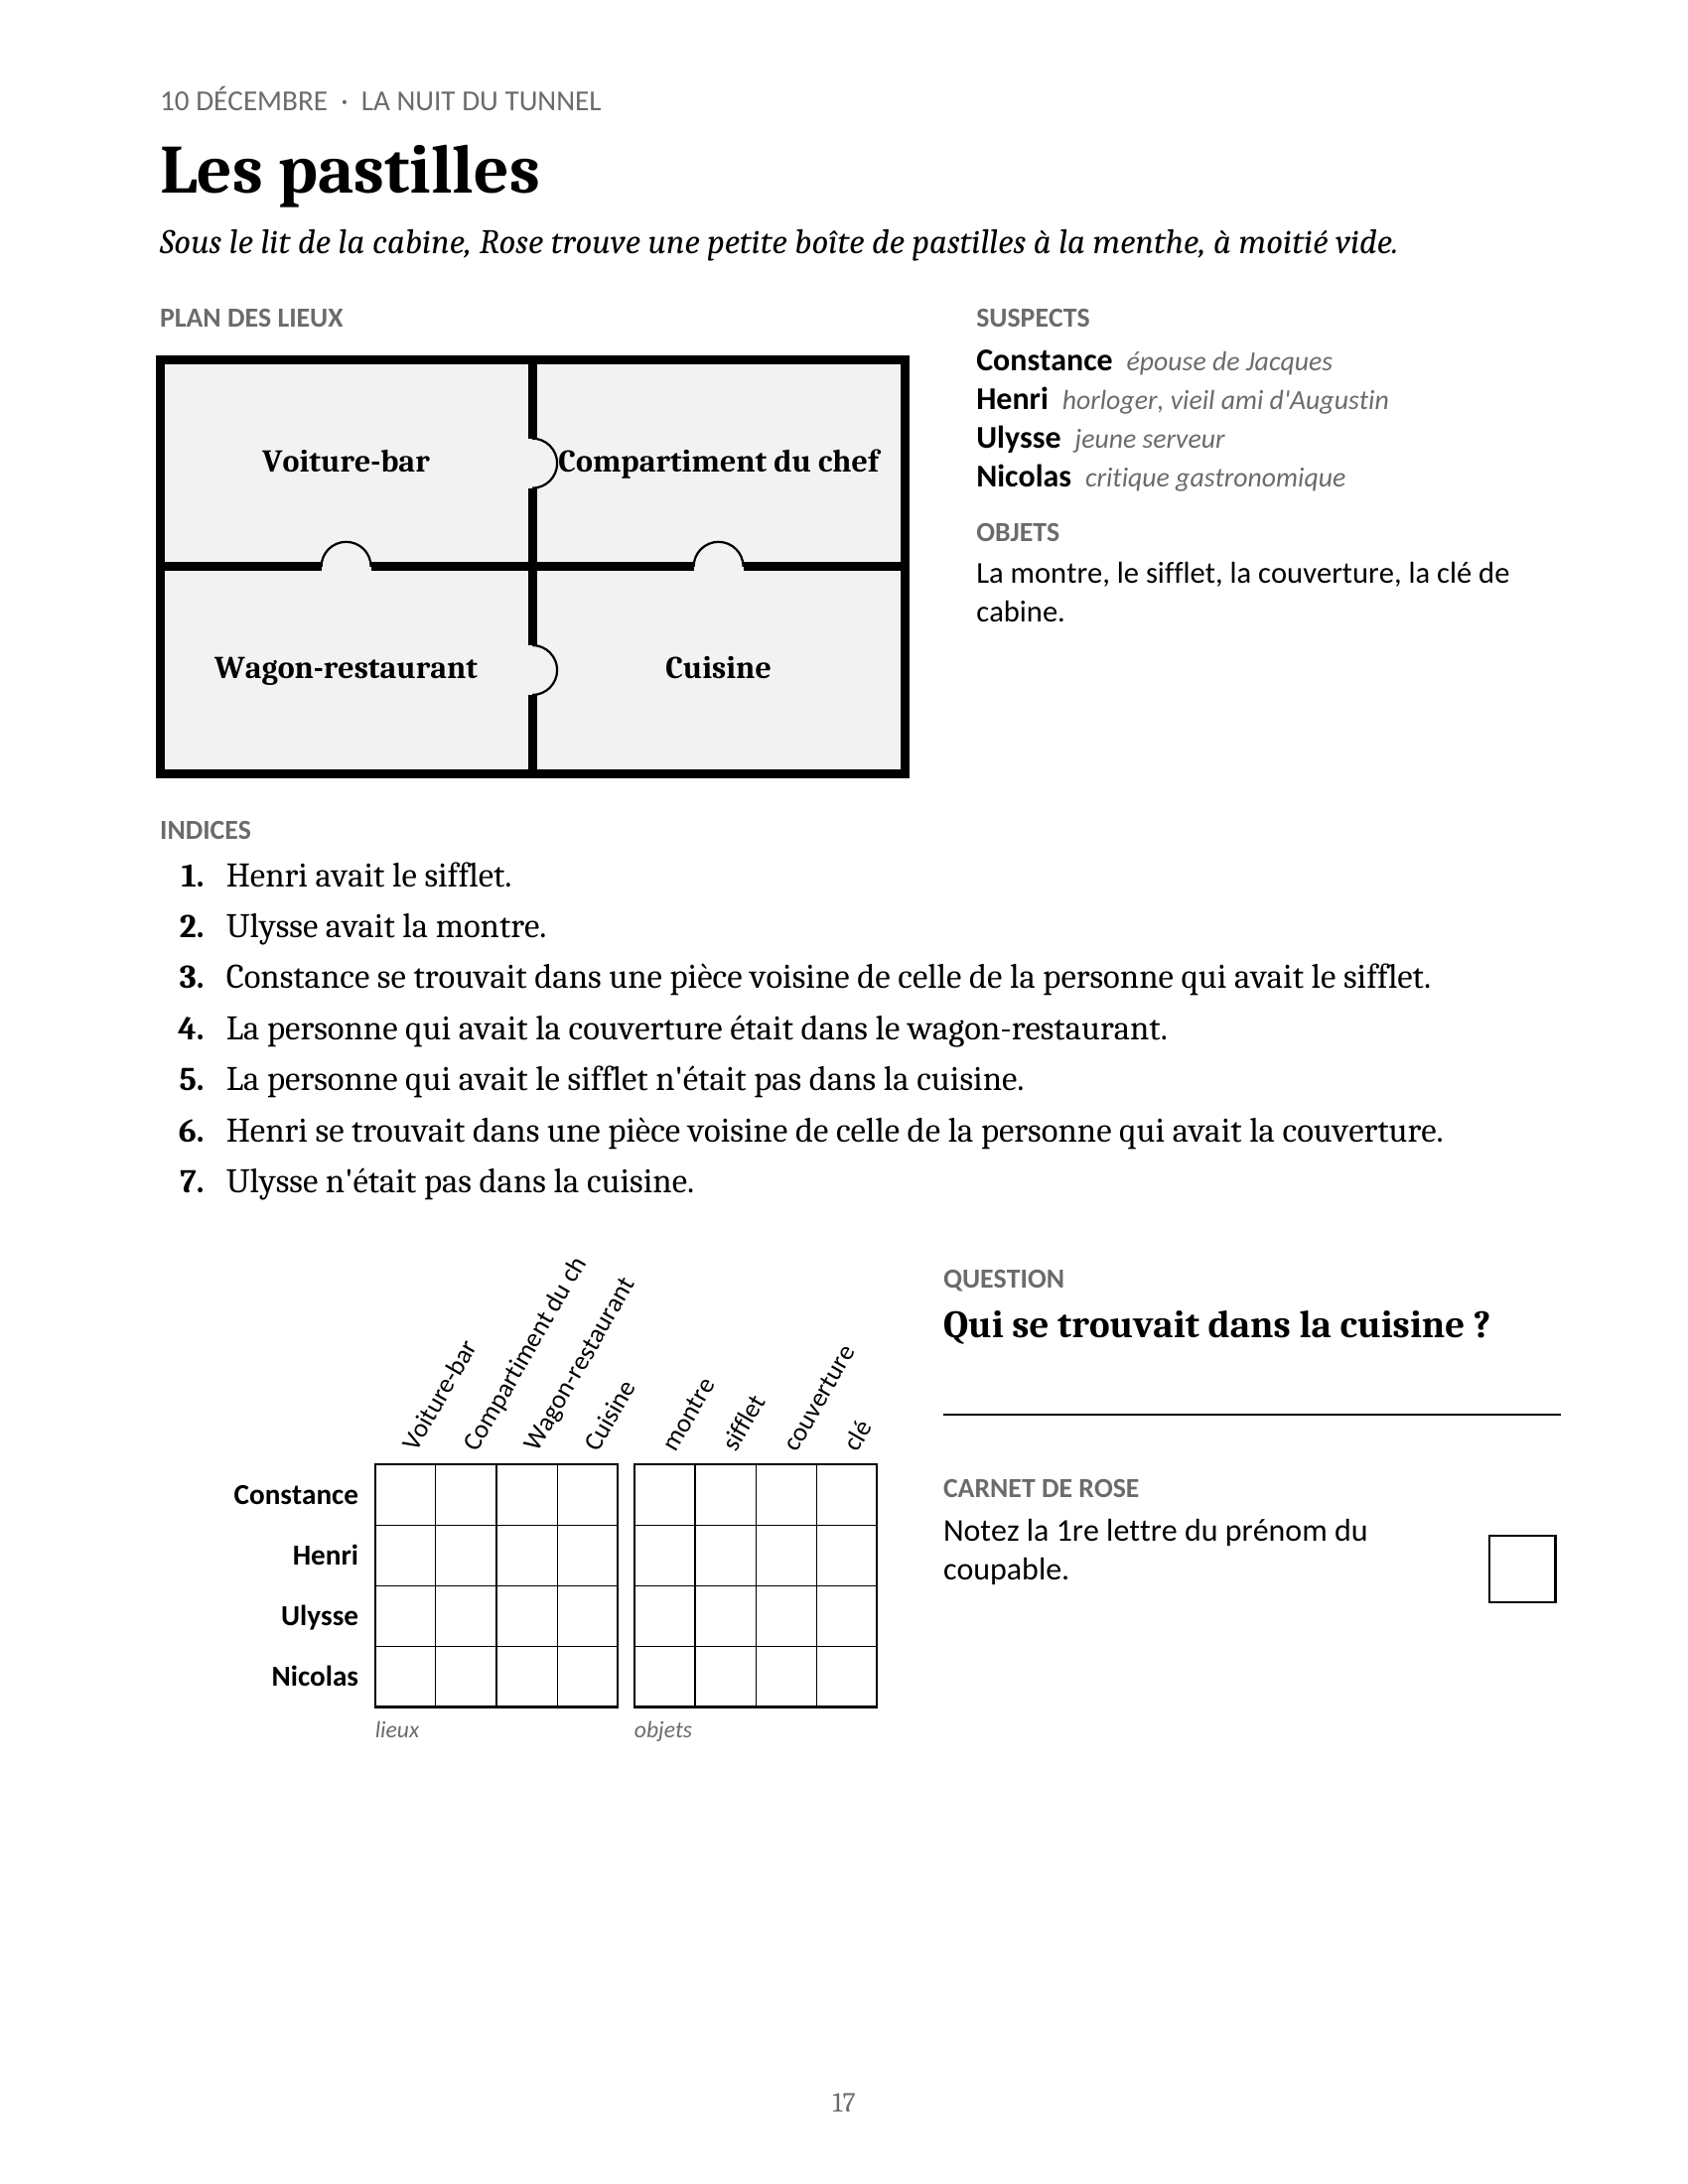 10 DÉCEMBRE · LA NUIT DU TUNNEL
Les pastilles
Sous le lit de la cabine, Rose trouve une petite boîte de pastilles à la menthe, à moitié vide.
PLAN DES LIEUX
Voiture-bar
Compartiment du chef
Wagon-restaurant
Cuisine
SUSPECTS
Constance épouse de Jacques
Henri horloger, vieil ami d'Augustin
Ulysse jeune serveur
Nicolas critique gastronomique
OBJETS
La montre, le sifflet, la couverture, la clé de
cabine.
INDICES
1. Henri avait le sifflet.
2. Ulysse avait la montre.
3. Constance se trouvait dans une pièce voisine de celle de la personne qui avait le sifflet.
4. La personne qui avait la couverture était dans le wagon-restaurant.
5. La personne qui avait le sifflet n'était pas dans la cuisine.
6. Henri se trouvait dans une pièce voisine de celle de la personne qui avait la couverture.
7. Ulysse n'était pas dans la cuisine.
Voiture-bar
Compartiment du ch
Wagon-restaurant
Cuisine
montre
sifflet
couverture
clé
Constance
Henri
Ulysse
Nicolas
lieux
objets
QUESTION
Qui se trouvait dans la cuisine ?
CARNET DE ROSE
Notez la 1re lettre du prénom du
coupable.
17